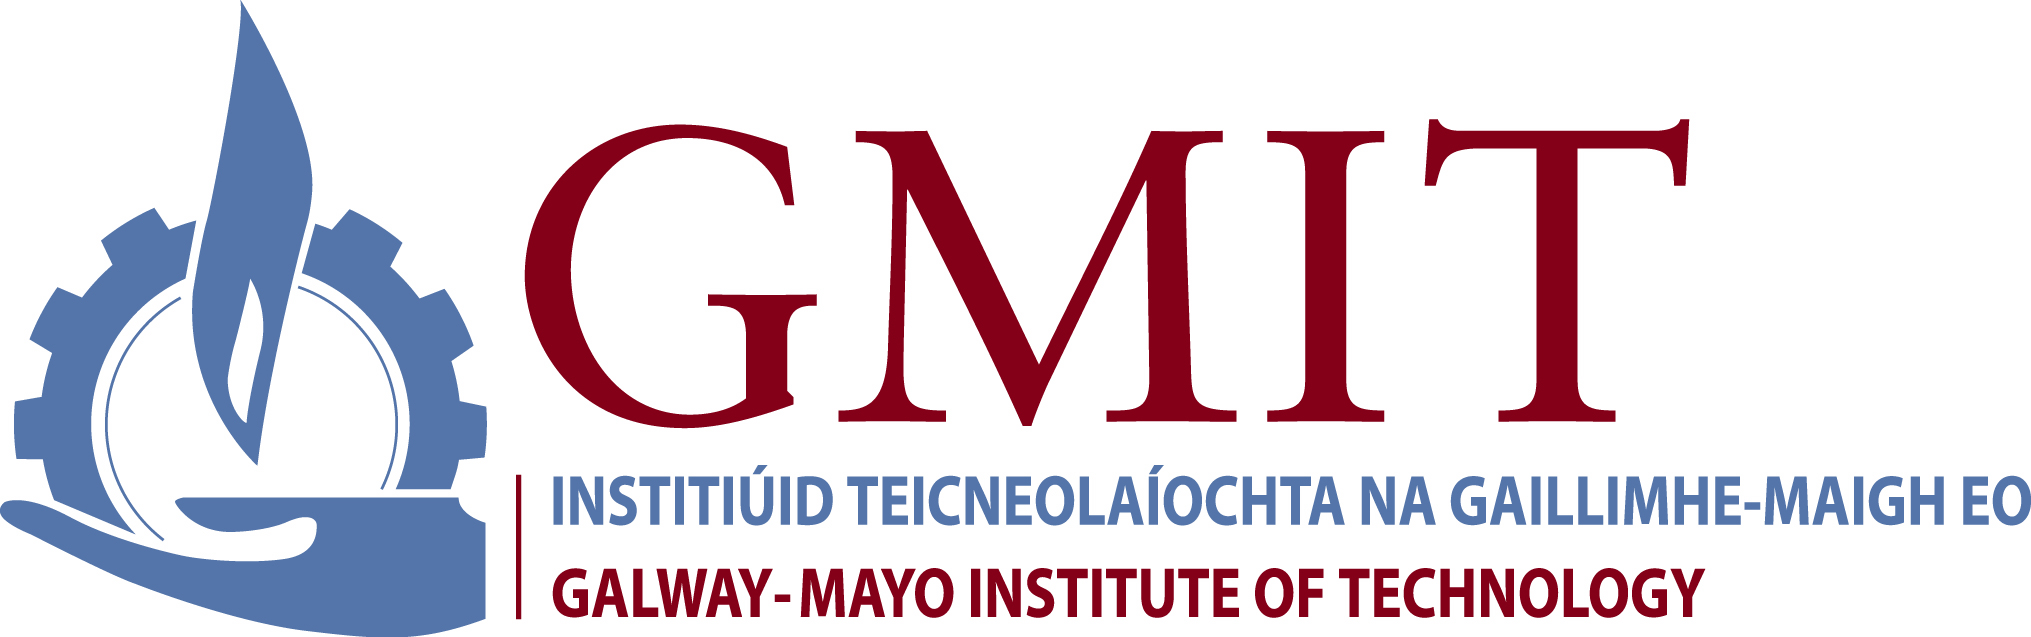 GMIT
INSTITIÚID TEICNEOLAÍOCHTA NA GAILLIMHE-MAIGH EO
GALWAY-MAYO INSTITUTE OF TECHNOLOGY